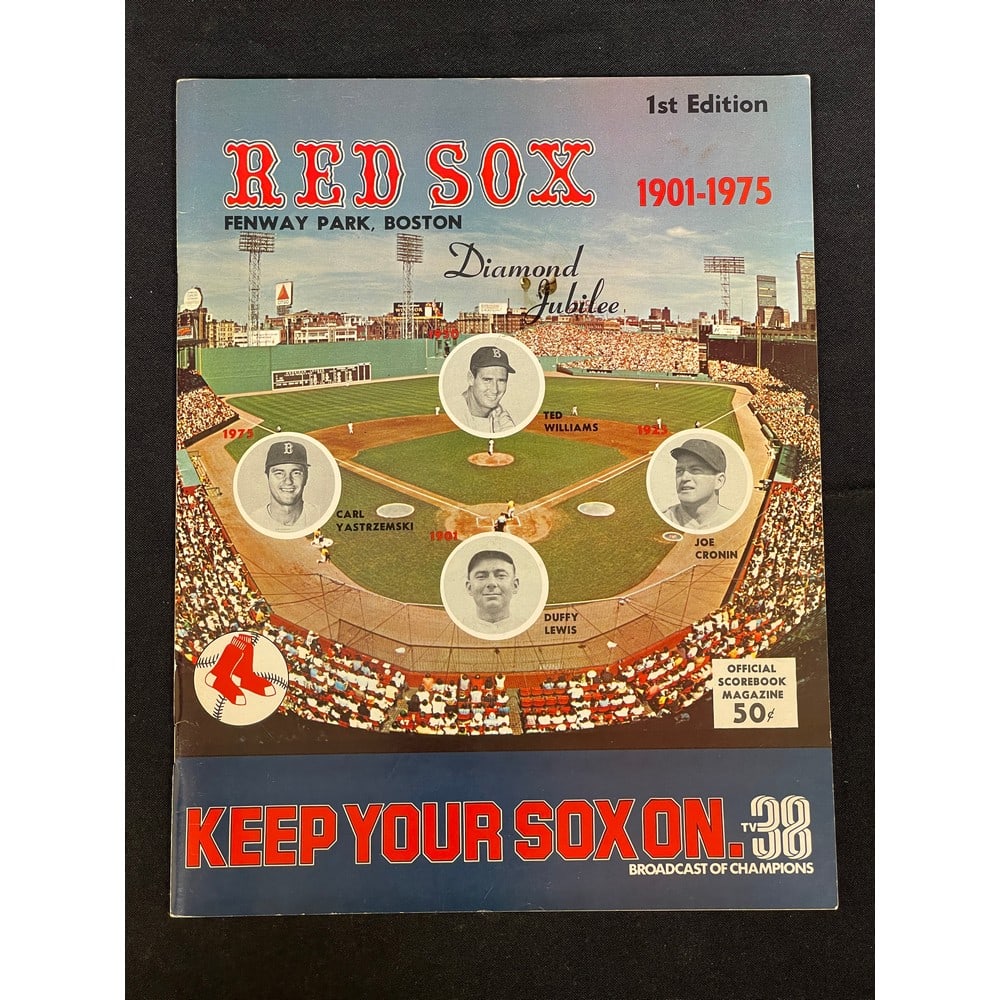 1st Edition
RED SOX
1901-1975
FENWAY PARK, BOSTON
Diamond
Jubilee
TED
WILLIAMS
1975
CARL
YASTRZEMSKI
1925
JOE
CRONIN
1901
DUFFY
LEWIS
OFFICIAL
SCOREBOOK
MAGAZINE
50¢
KEEP YOUR SOX ON.
TV 38
BROADCAST OF CHAMPIONS